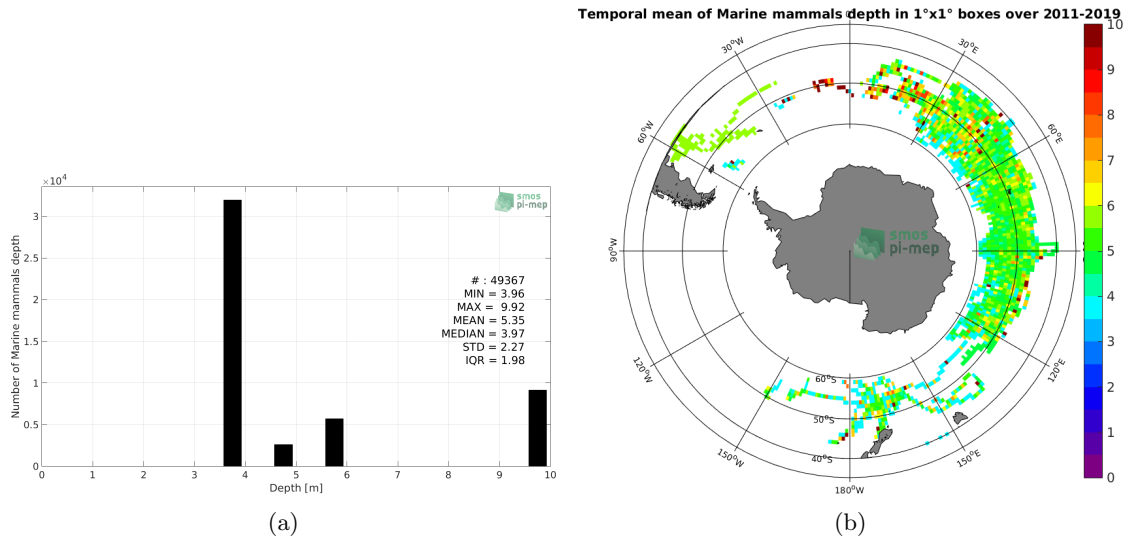 ×10⁴
3
2.5
2
1.5
1
0.5
0
0 1 2 3 4 5 6 7 8 9 10
Number of Marine mammals depth
Depth [m]
smos
pi-mep
# : 49367
MIN = 3.96
MAX = 9.92
MEAN = 5.35
MEDIAN = 3.97
STD = 2.27
IQR = 1.98
(a)
Temporal mean of Marine mammals depth in 1°x1° boxes over 2011-2019
30°W
30°E
60°W
60°E
90°W
120°W
120°E
150°W
150°E
180°W
60°S
50°S
40°S
smos
pi-mep
10
9
8
7
6
5
4
3
2
1
0
(b)